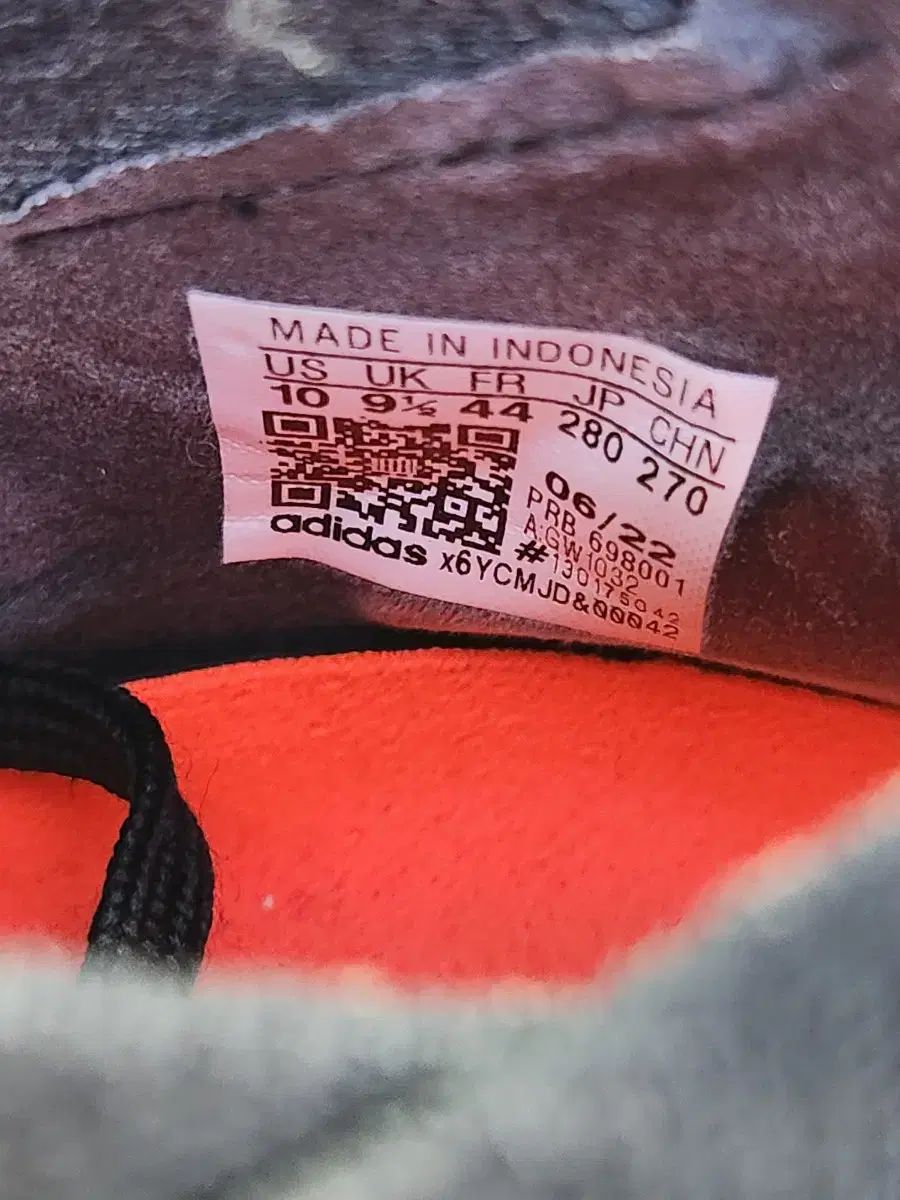 MADE IN INDONESIA
US UK FR JP CHN
10 9½ 44 280 270
06/22
PRB 698001
A:GW1032
#130175042
adidas x6YCMJD&00042